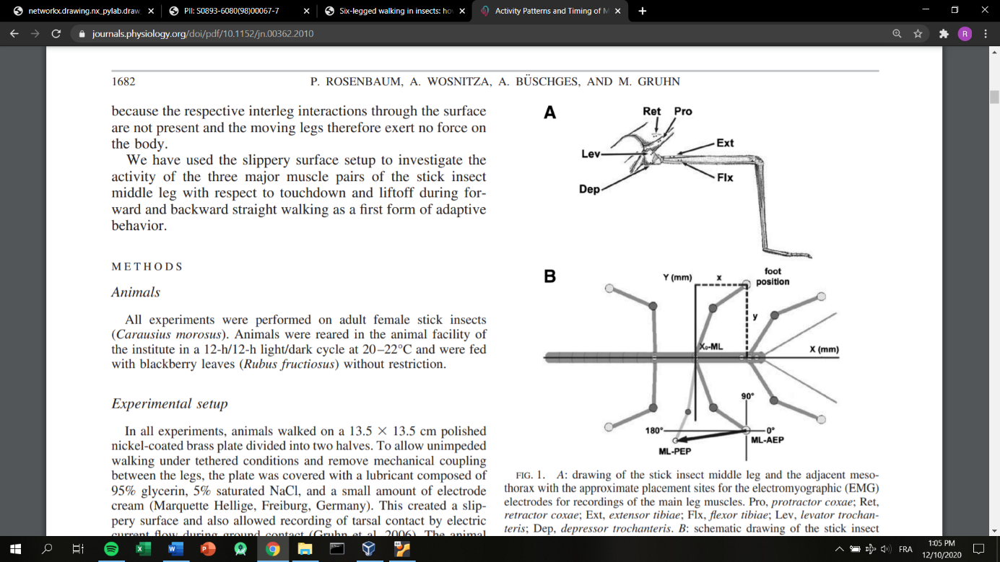 networkx.drawing.nx_pylab.draw_
PII: S0893-6080(98)00067-7
Six-legged walking in insects: ho
Activity Patterns and Timing of M
journals.physiology.org/doi/pdf/10.1152/jn.00362.2010
R
1682
P. ROSENBAUM, A. WOSNITZA, A. BÜSCHGES, AND M. GRUHN
because the respective interleg interactions through the surface
are not present and the moving legs therefore exert no force on
the body.
We have used the slippery surface setup to investigate the
activity of the three major muscle pairs of the stick insect
middle leg with respect to touchdown and liftoff during for-
ward and backward straight walking as a first form of adaptive
behavior.
METHODS
Animals
All experiments were performed on adult female stick insects
(Carausius morosus). Animals were reared in the animal facility of
the institute in a 12-h/12-h light/dark cycle at 20–22°C and were fed
with blackberry leaves (Rubus fructiosus) without restriction.
Experimental setup
In all experiments, animals walked on a 13.5 × 13.5 cm polished
nickel-coated brass plate divided into two halves. To allow unimpeded
walking under tethered conditions and remove mechanical coupling
between the legs, the plate was covered with a lubricant composed of
95% glycerin, 5% saturated NaCl, and a small amount of electrode
cream (Marquette Hellige, Freiburg, Germany). This created a slip-
pery surface and also allowed recording of tarsal contact by electric
current flow during ground contact (Gruhn et al. 2006). The animal
A
Ret Pro
Ext
Lev
Flx
Dep
B
Y (mm)
x
foot
position
y
X₀-ML
X (mm)
90°
180°
0°
ML-AEP
ML-PEP
FIG. 1. A: drawing of the stick insect middle leg and the adjacent meso-
thorax with the approximate placement sites for the electromyographic (EMG)
electrodes for recordings of the main leg muscles. Pro, protractor coxae; Ret,
retractor coxae; Ext, extensor tibiae; Flx, flexor tibiae; Lev, levator trochan-
teris; Dep, depressor trochanteris. B: schematic drawing of the stick insect
FRA
1:05 PM
12/10/2020